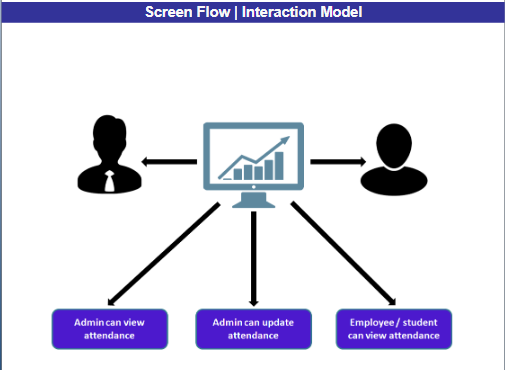 Screen Flow | Interaction Model
Admin can view
attendance
Admin can update
attendance
Employee / student
can view attendance